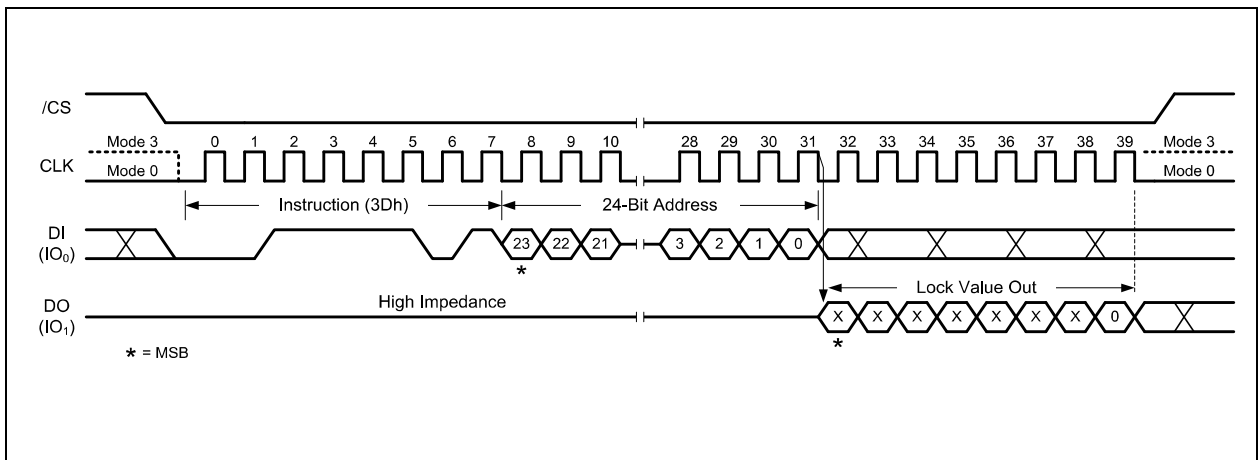 /CS
Mode 3 0 1 2 3 4 5 6 7 8 9 10 28 29 30 31 32 33 34 35 36 37 38 39 Mode 3
CLK
Mode 0 Mode 0
Instruction (3Dh) 24-Bit Address
DI
(IO₀)
23 22 21 3 2 1 0
*
Lock Value Out
High Impedance
DO
(IO₁)
X X X X X X X 0
*
* = MSB